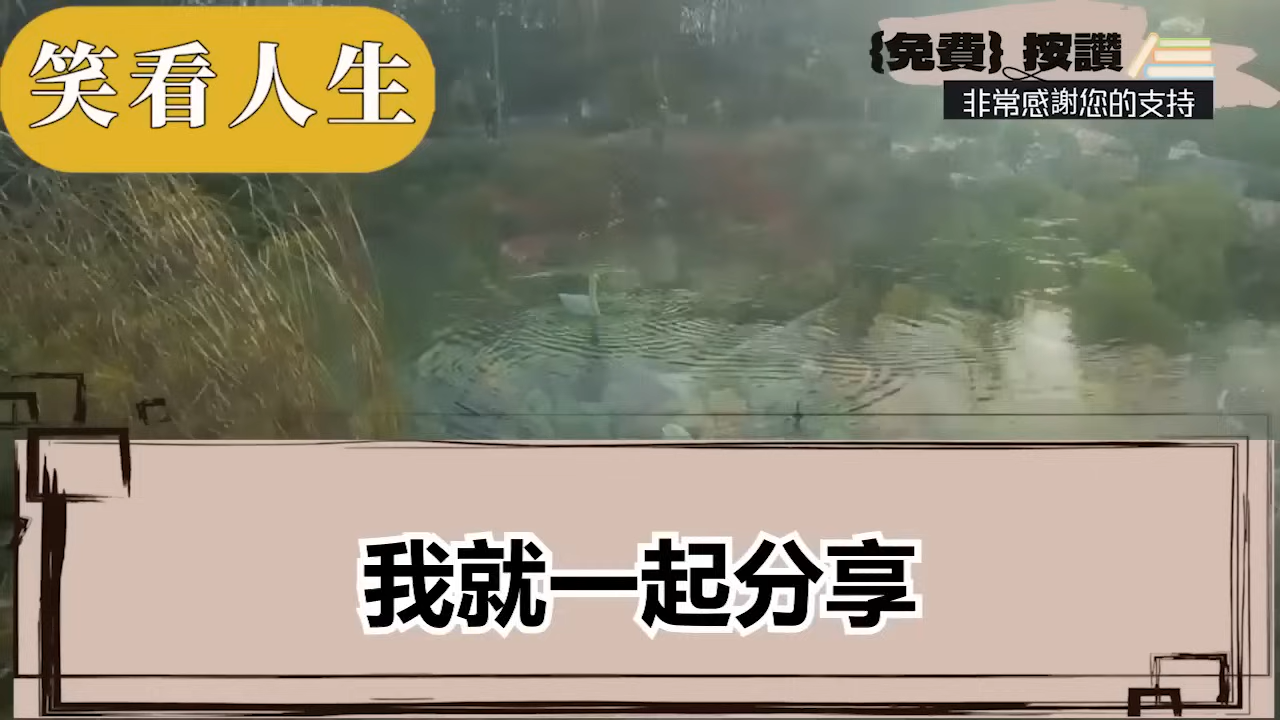 笑看人生
{免費} 按讚
非常感謝您的支持
我就一起分享